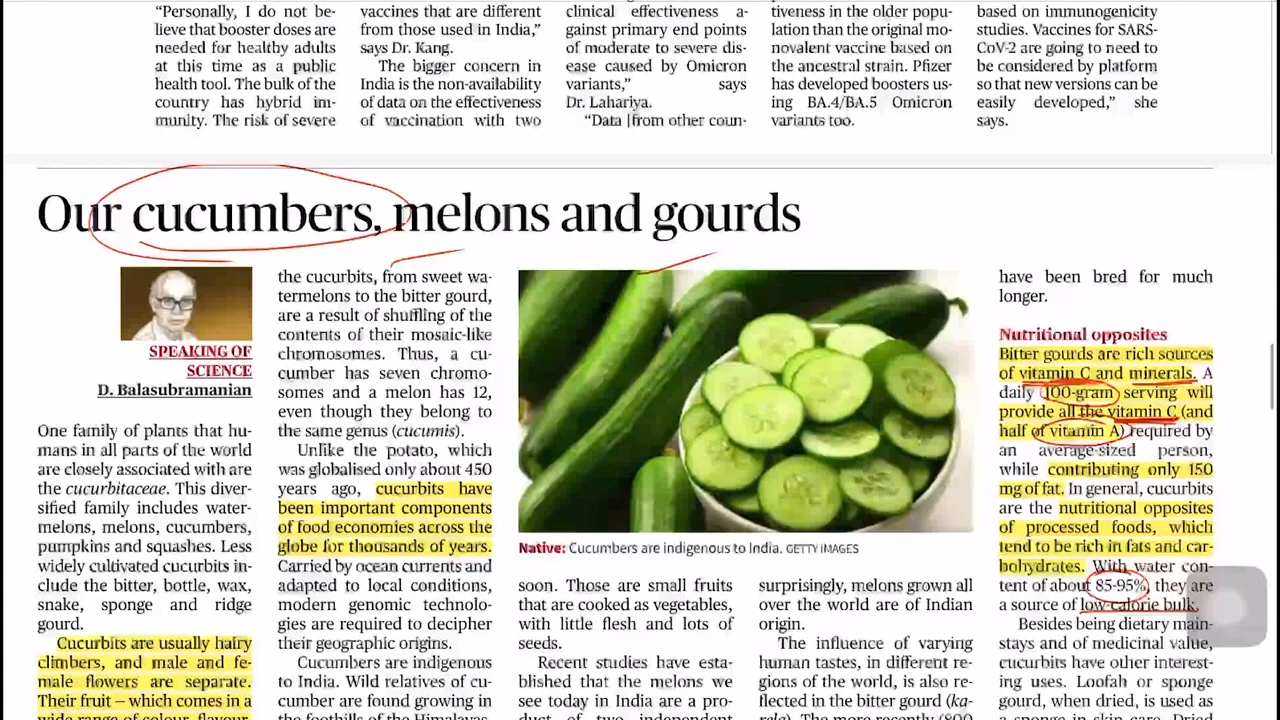 “Personally, I do not be-
lieve that booster doses are
needed for healthy adults
at this time as a public
health tool. The bulk of the
country has hybrid im-
munity. The risk of severe
vaccines that are different
from those used in India,”
says Dr. Kang.
The bigger concern in
India is the non-availability
of data on the effectiveness
of vaccination with two
clinical effectiveness a-
gainst primary end points
of moderate to severe dis-
ease caused by Omicron
variants,” says
Dr. Lahariya.
“Data from other coun-
tiveness in the older popu-
lation than the original mo-
novalent vaccine based on
the ancestral strain. Pfizer
has developed boosters us-
ing BA.4/BA.5 Omicron
variants too.
based on immunogenicity
studies. Vaccines for SARS-
CoV-2 are going to need to
be considered by platform
so that new versions can be
easily developed,” she
says.
Our cucumbers, melons and gourds
SPEAKING OF
SCIENCE
D. Balasubramanian
One family of plants that hu-
mans in all parts of the world
are closely associated with are
the cucurbitaceae. This diver-
sified family includes water-
melons, melons, cucumbers,
pumpkins and squashes. Less
widely cultivated cucurbits in-
clude the bitter, bottle, wax,
snake, sponge and ridge
gourd.
Cucurbits are usually hairy
climbers, and male and fe-
male flowers are separate.
Their fruit – which comes in a
wide range of colour, flavour,
the cucurbits, from sweet wa-
termelons to the bitter gourd,
are a result of shuffling of the
contents of their mosaic-like
chromosomes. Thus, a cu-
cumber has seven chromo-
somes and a melon has 12,
even though they belong to
the same genus (cucumis).
Unlike the potato, which
was globalised only about 450
years ago, cucurbits have
been important components
of food economies across the
globe for thousands of years.
Carried by ocean currents and
adapted to local conditions,
modern genomic technolo-
gies are required to decipher
their geographic origins.
Cucumbers are indigenous
to India. Wild relatives of cu-
cumber are found growing in
the foothills of the Himalayas.
Native: Cucumbers are indigenous to India. GETTY IMAGES
soon. Those are small fruits
that are cooked as vegetables,
with little flesh and lots of
seeds.
Recent studies have esta-
blished that the melons we
see today in India are a pro-
duct of two independent
surprisingly, melons grown all
over the world are of Indian
origin.
The influence of varying
human tastes, in different re-
gions of the world, is also re-
flected in the bitter gourd (ka-
rela). The more recently (800
have been bred for much
longer.
Nutritional opposites
Bitter gourds are rich sources
of vitamin C and minerals. A
daily 100-gram serving will
provide all the vitamin C (and
half of vitamin A) required by
an average-sized person,
while contributing only 150
mg of fat. In general, cucurbits
are the nutritional opposites
of processed foods, which
tend to be rich in fats and car-
bohydrates. With water con-
tent of about 85-95%, they are
a source of low-calorie bulk.
Besides being dietary main-
stays and of medicinal value,
cucurbits have other interest-
ing uses. Loofah or sponge
gourd, when dried, is used as
a sponge in skin care. Dried